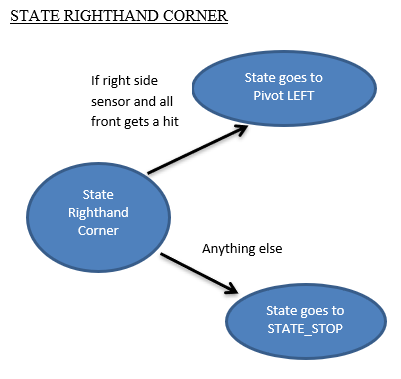 STATE RIGHTHAND CORNER
If right side
sensor and all
front gets a hit
State goes to
Pivot LEFT
State
Righthand
Corner
Anything else
State goes to
STATE_STOP